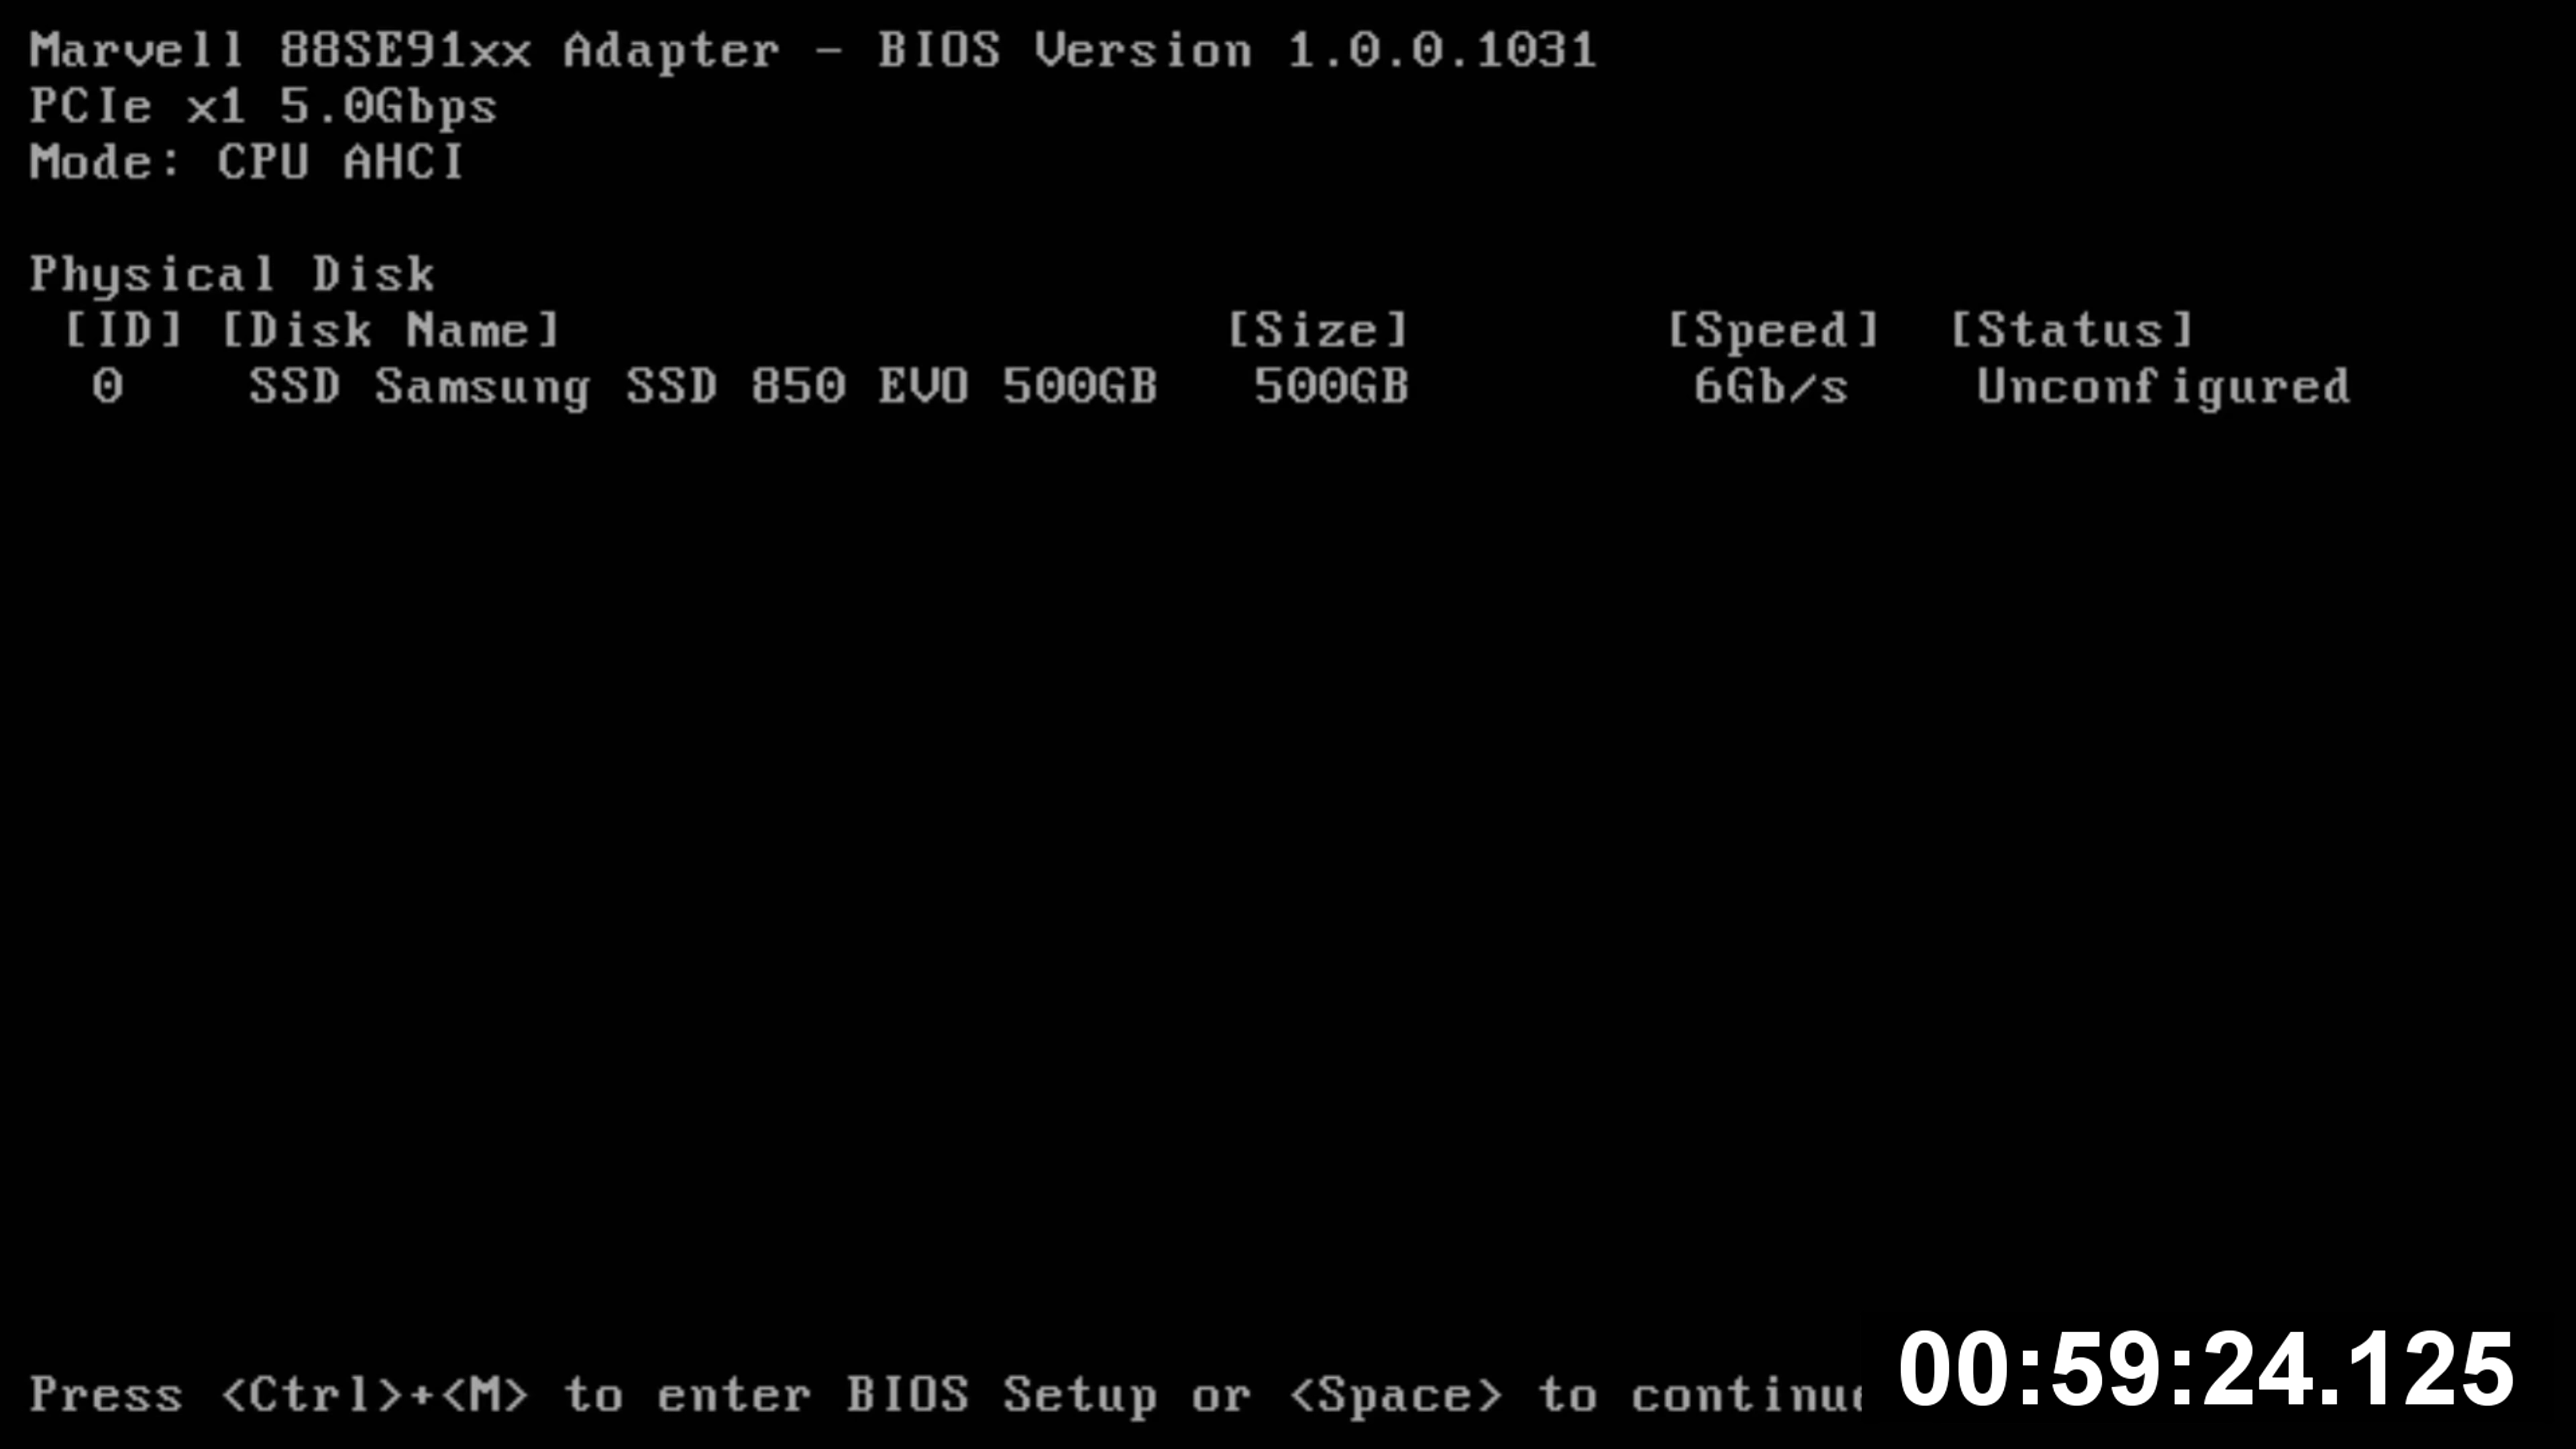 Marvell 88SE91xx Adapter - BIOS Version 1.0.0.1031
PCIe x1 5.0Gbps
Mode: CPU AHCI
Physical Disk
[ID] [Disk Name] [Size] [Speed] [Status]
0 SSD Samsung SSD 850 EVO 500GB 500GB 6Gb/s Unconfigured
Press <Ctrl>+<M> to enter BIOS Setup or <Space> to continu
00:59:24.125